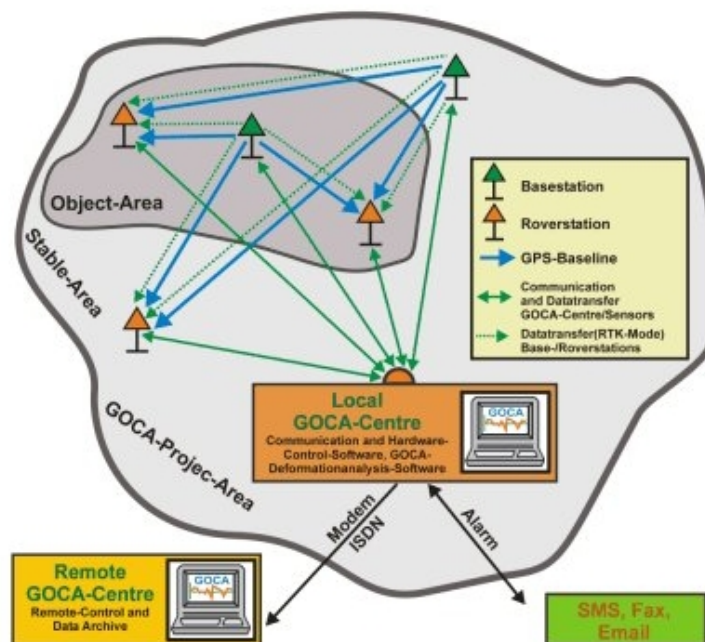 Object-Area
Stable-Area
GOCA-Projec-Area
Basestation
Roverstation
GPS-Baseline
Communication
and Datatransfer
GOCA-Centre/Sensors
Datatransfer(RTK-Mode)
Base-/Roverstations
Local
GOCA-Centre
Communication and Hardware-
Control-Software, GOCA-
Deformationanalysis-Software
GOCA
Modem
ISDN
Alarm
Remote
GOCA-Centre
Remote-Control and
Data Archive
GOCA
SMS, Fax,
Email